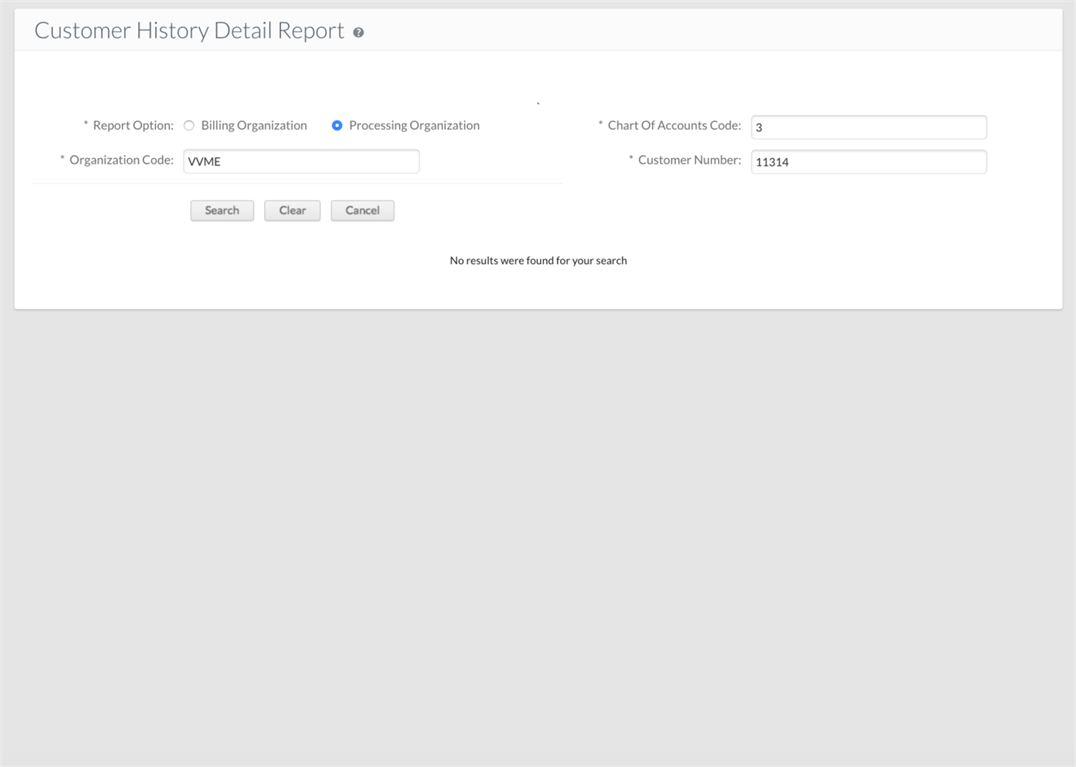 Customer History Detail Report ?
* Report Option: Billing Organization Processing Organization
* Chart Of Accounts Code: 3
* Organization Code: VVME
* Customer Number: 11314
Search Clear Cancel
No results were found for your search